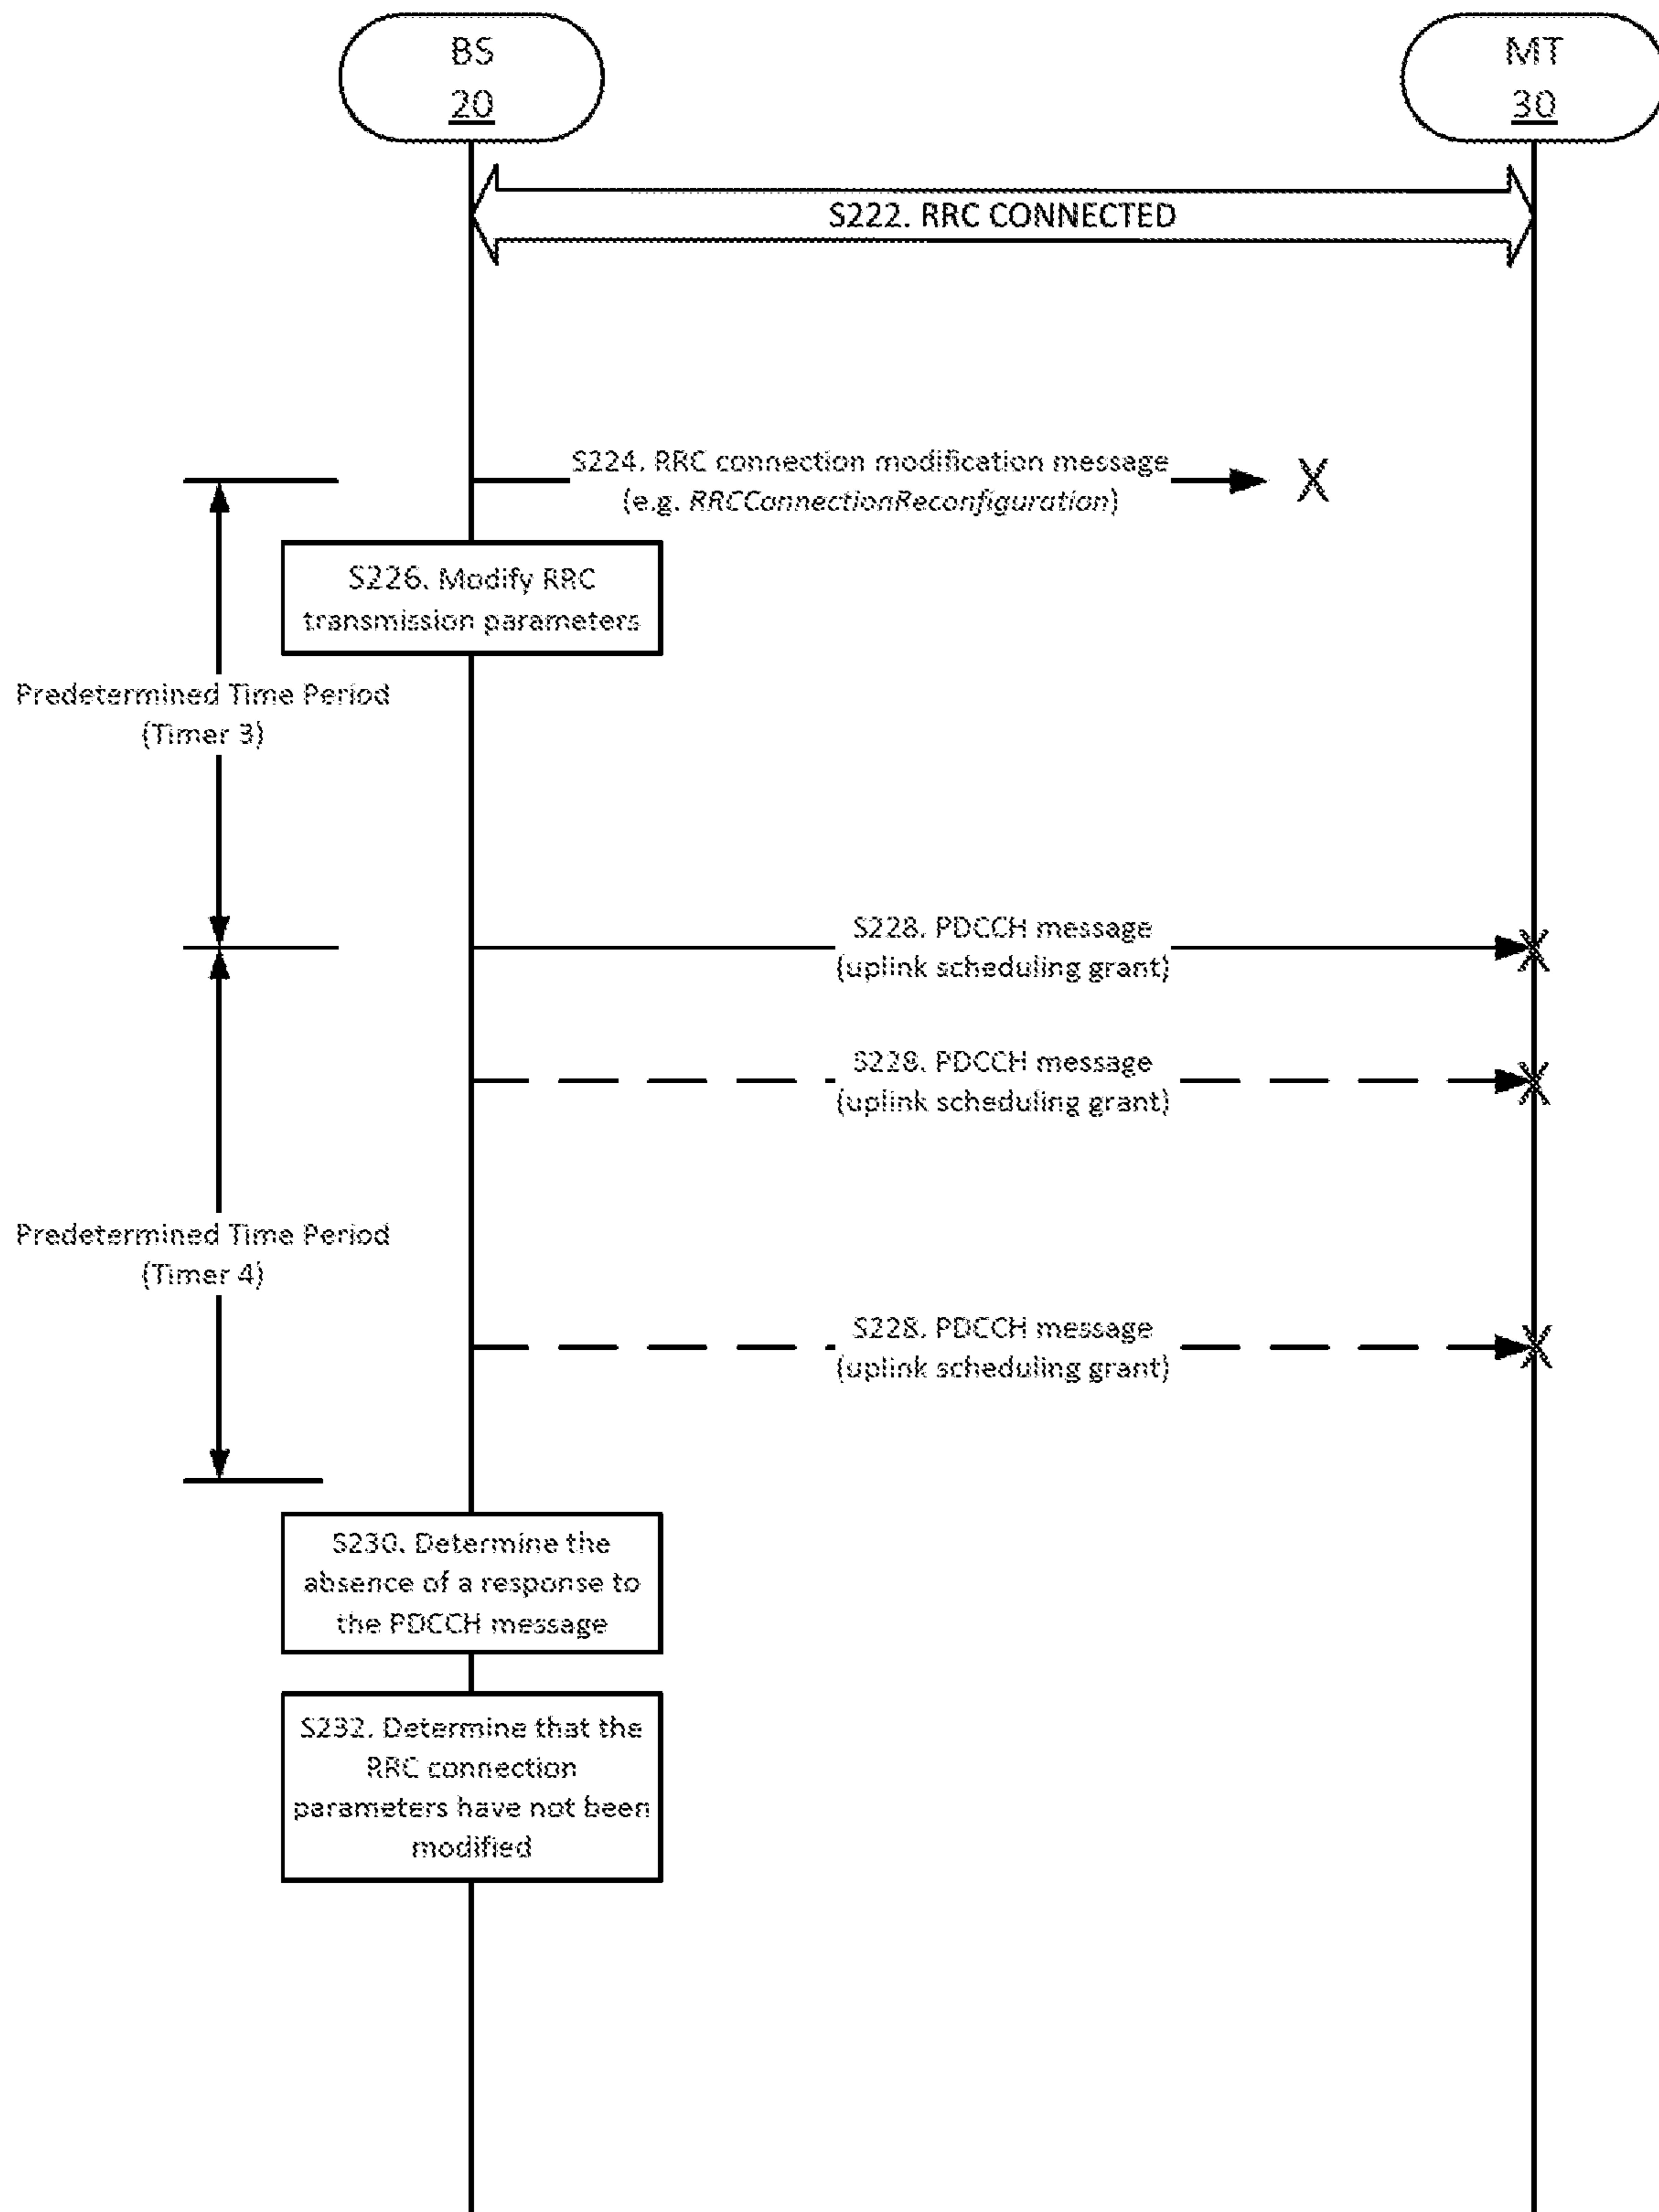 BS
20
MT
30
S222. RRC CONNECTED
S224. RRC connection modification message
(e.g. RRCConnectionReconfiguration)
S226. Modify RRC
transmission parameters
Predetermined Time Period
(Timer 3)
S228. PDCCH message
(uplink scheduling grant)
S228. PDCCH message
(uplink scheduling grant)
Predetermined Time Period
(Timer 4)
S228. PDCCH message
(uplink scheduling grant)
S230. Determine the
absence of a response to
the PDCCH message
S232. Determine that the
RRC connection
parameters have not been
modified